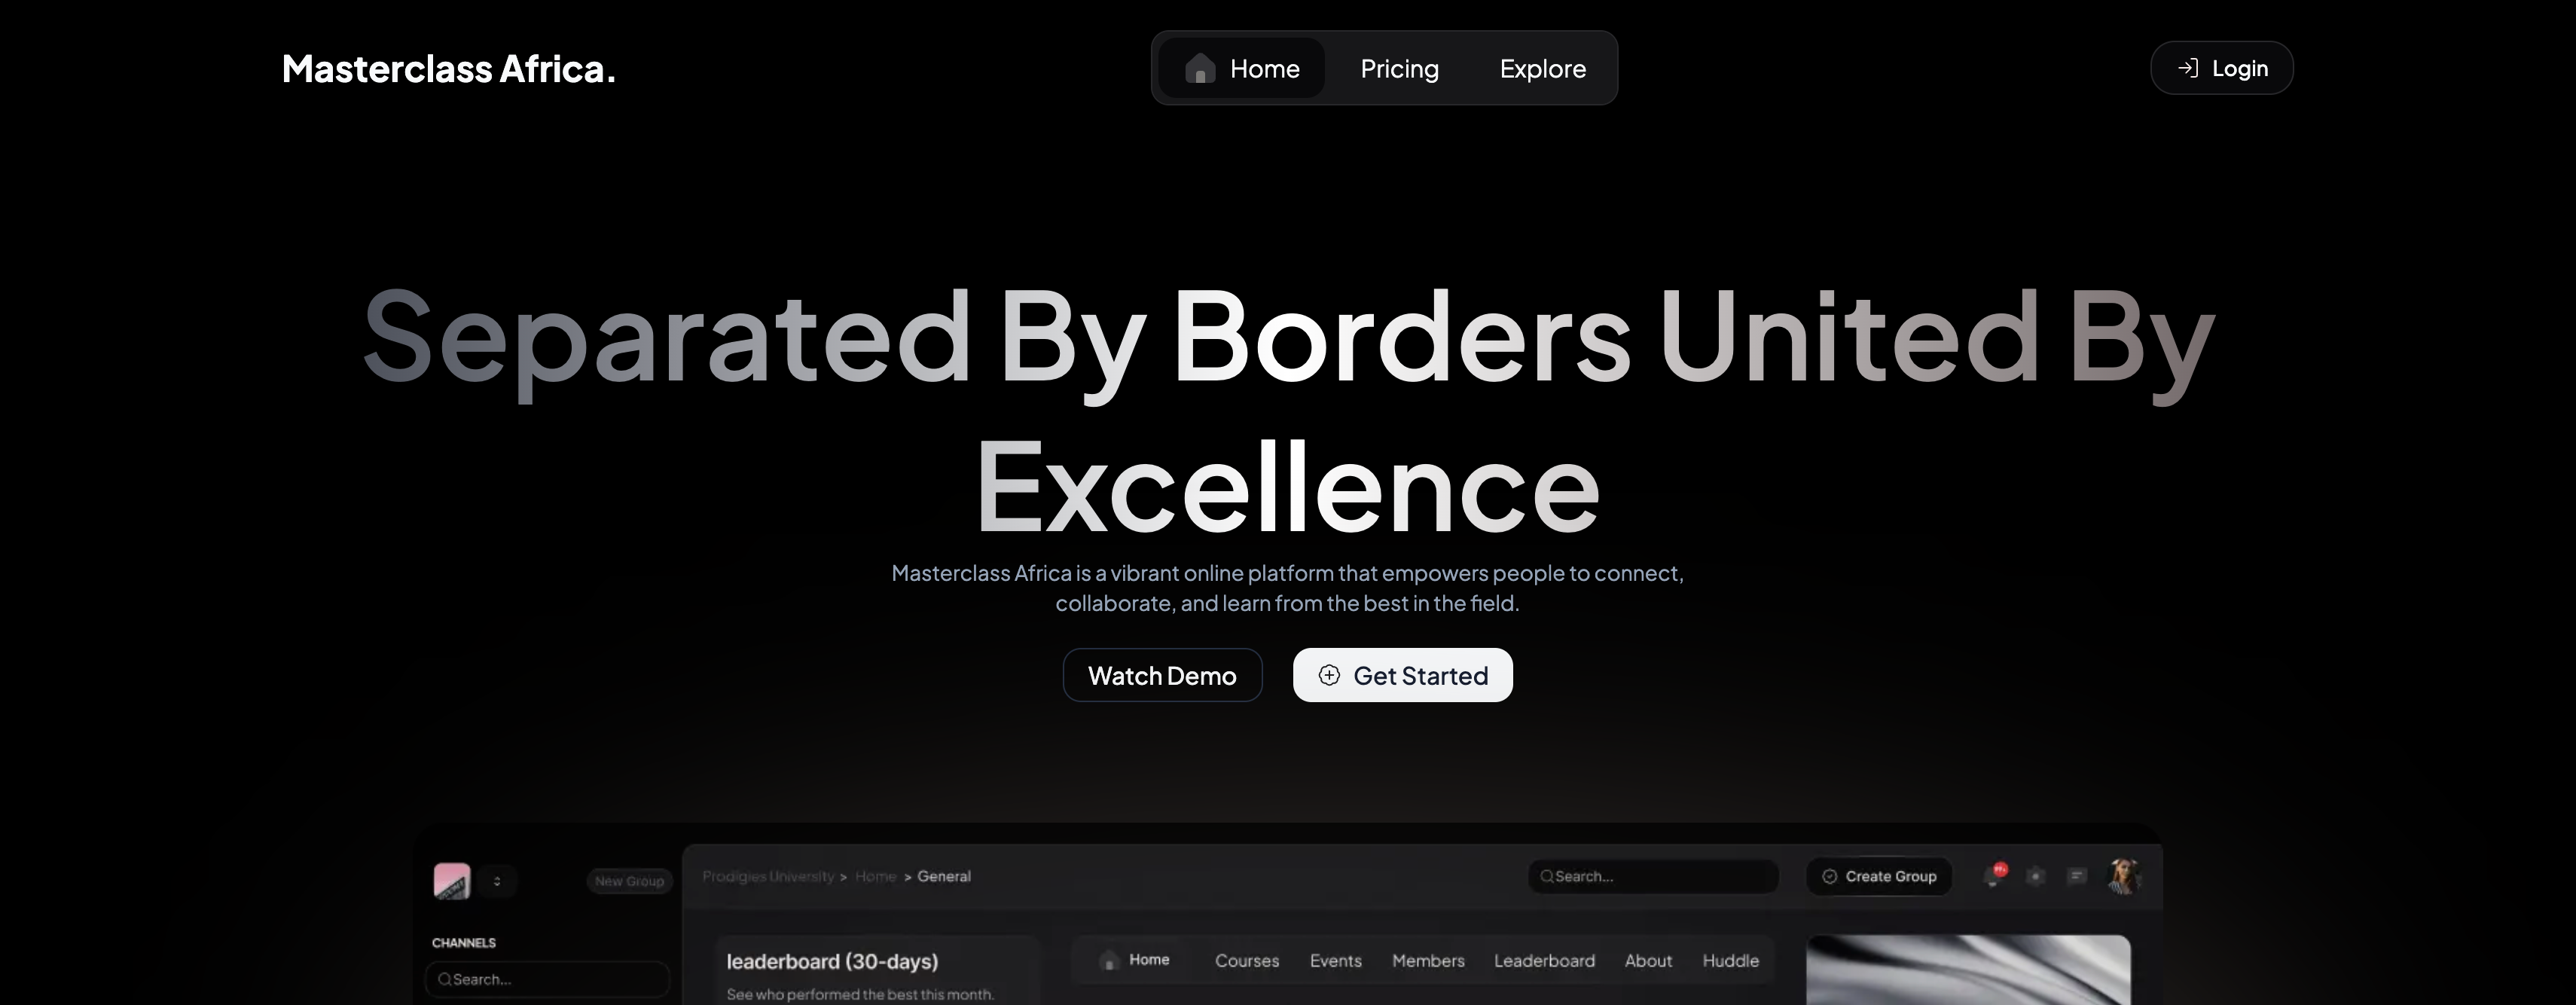 Masterclass Africa.
Home Pricing Explore
Login
Separated By Borders United By
Excellence
Masterclass Africa is a vibrant online platform that empowers people to connect,
collaborate, and learn from the best in the field.
Watch Demo
Get Started
New Group
Prodigies University > Home > General
Search...
Create Group
CHANNELS
Search...
leaderboard (30-days)
See who performed the best this month.
Home Courses Events Members Leaderboard About Huddle